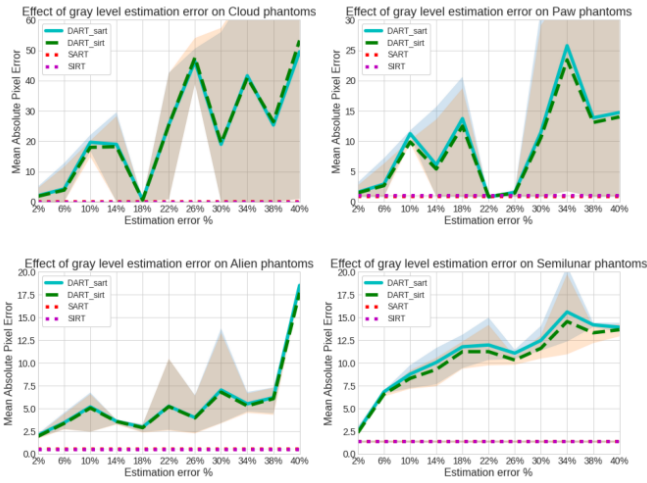 Effect of gray level estimation error on Cloud phantoms
Mean Absolute Pixel Error
60
50
40
30
20
10
0
DART_sart
DART_sirt
SART
SIRT
2% 6% 10% 14% 18% 22% 26% 30% 34% 38% 40%
Estimation error %
Effect of gray level estimation error on Paw phantoms
Mean Absolute Pixel Error
30
25
20
15
10
5
0
DART_sart
DART_sirt
SART
SIRT
2% 6% 10% 14% 18% 22% 26% 30% 34% 38% 40%
Estimation error %
Effect of gray level estimation error on Alien phantoms
Mean Absolute Pixel Error
20.0
17.5
15.0
12.5
10.0
7.5
5.0
2.5
0.0
DART_sart
DART_sirt
SART
SIRT
2% 6% 10% 14% 18% 22% 26% 30% 34% 38% 40%
Estimation error %
Effect of gray level estimation error on Semilunar phantoms
Mean Absolute Pixel Error
20.0
17.5
15.0
12.5
10.0
7.5
5.0
2.5
0.0
DART_sart
DART_sirt
SART
SIRT
2% 6% 10% 14% 18% 22% 26% 30% 34% 38% 40%
Estimation error %